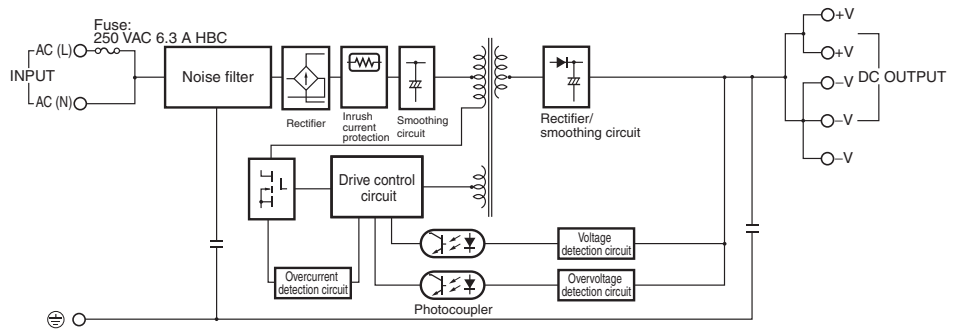 Fuse:
250 VAC 6.3 A HBC
AC (L)
INPUT
AC (N)
Noise filter
Rectifier
Inrush
current
protection
Smoothing
circuit
Rectifier/
smoothing circuit
+V
+V
–V
DC OUTPUT
–V
–V
Drive control
circuit
Overcurrent
detection circuit
Voltage
detection circuit
Overvoltage
detection circuit
Photocoupler